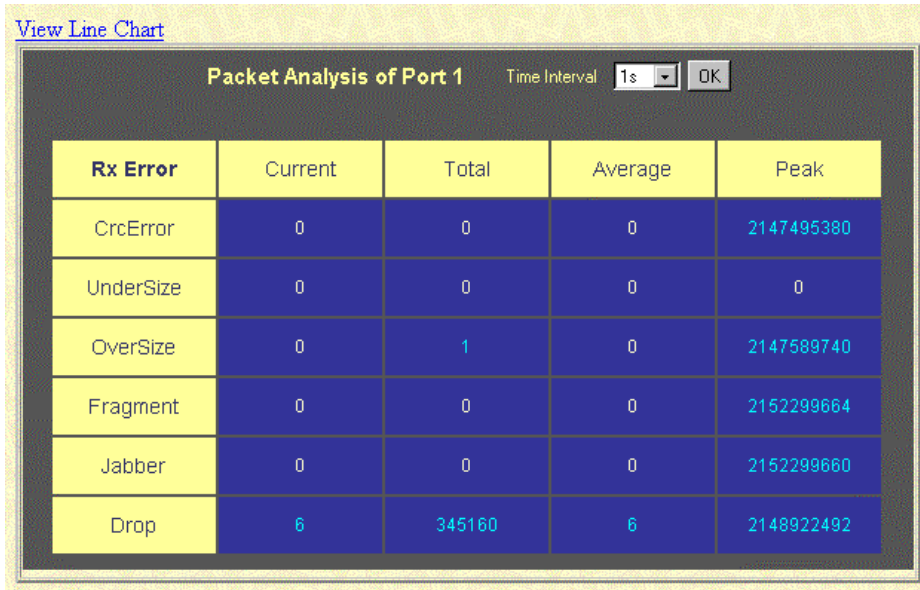 View Line Chart
Packet Analysis of Port 1 Time Interval 1s OK
Rx Error Current Total Average Peak
CrcError 0 0 0 2147495380
UnderSize 0 0 0 0
OverSize 0 1 0 2147589740
Fragment 0 0 0 2152299664
Jabber 0 0 0 2152299660
Drop 6 345160 6 2148922492